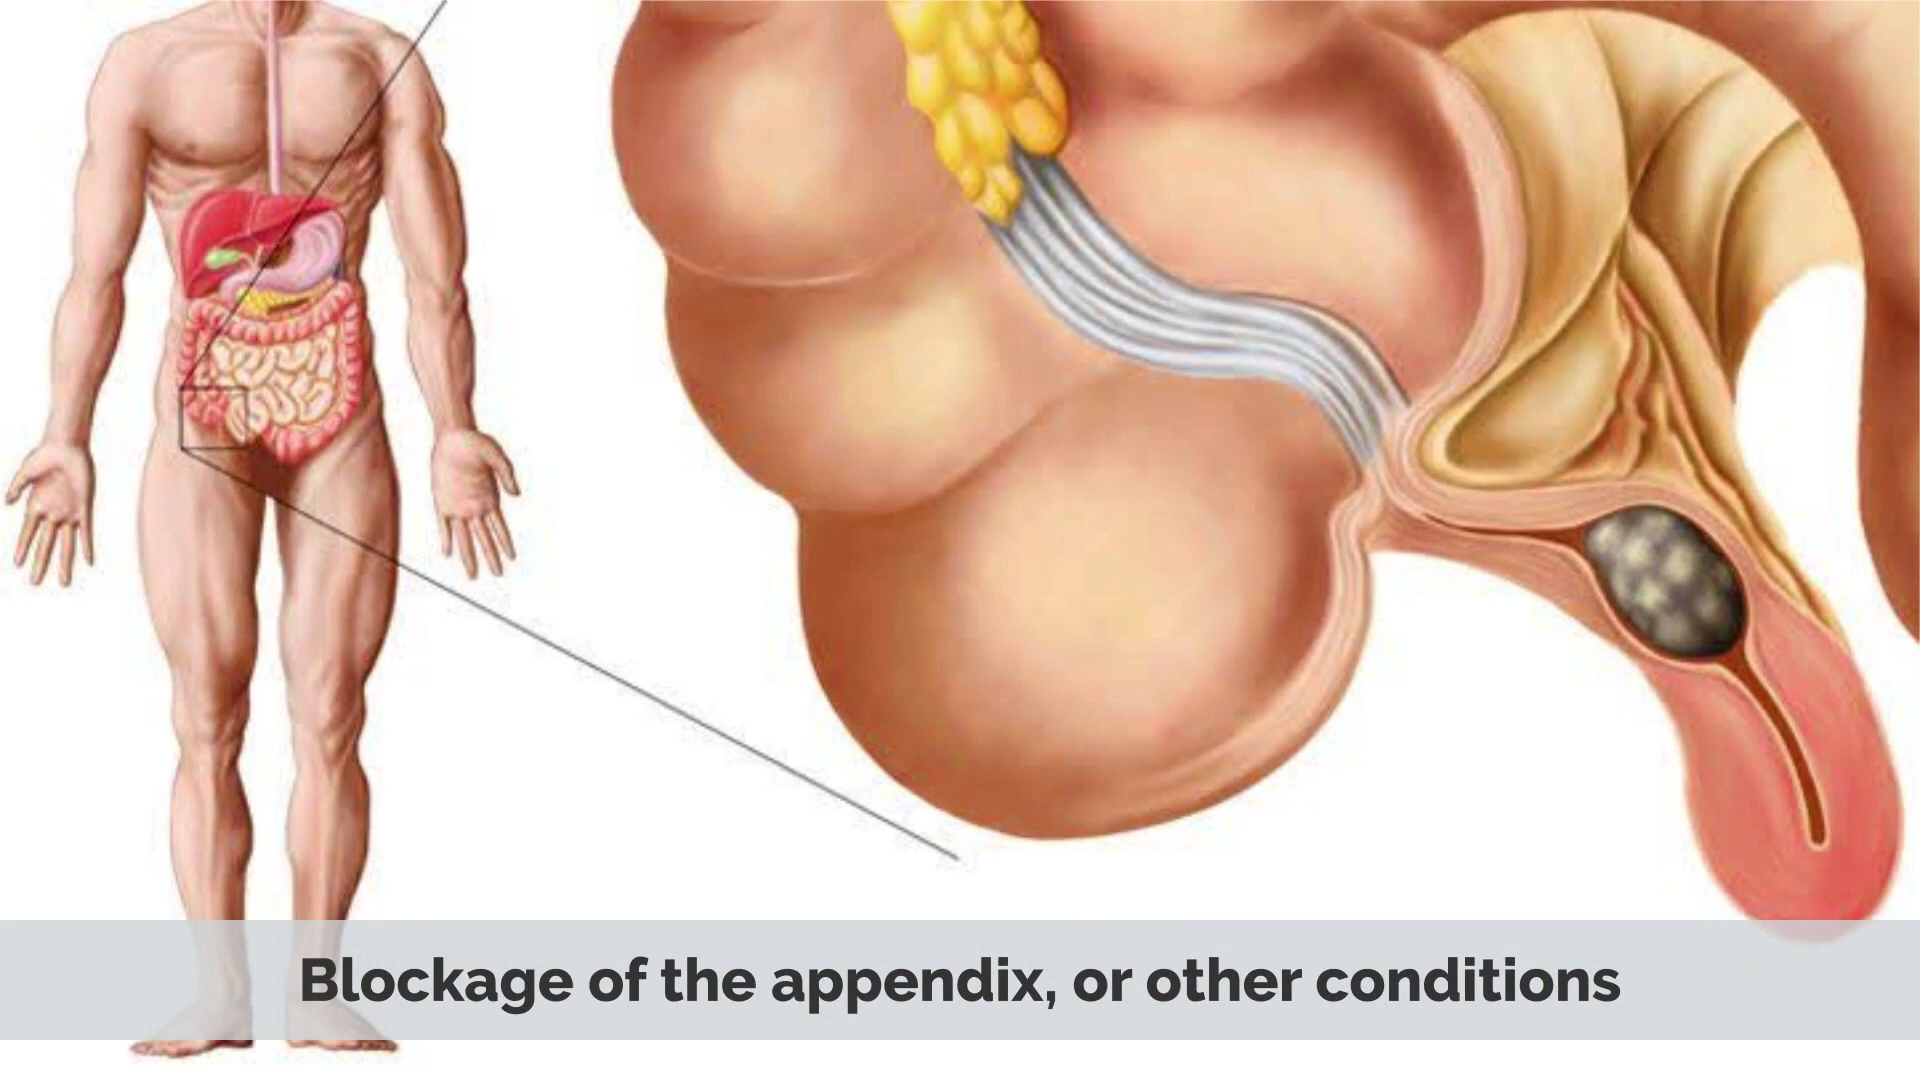 Blockage of the appendix, or other conditions